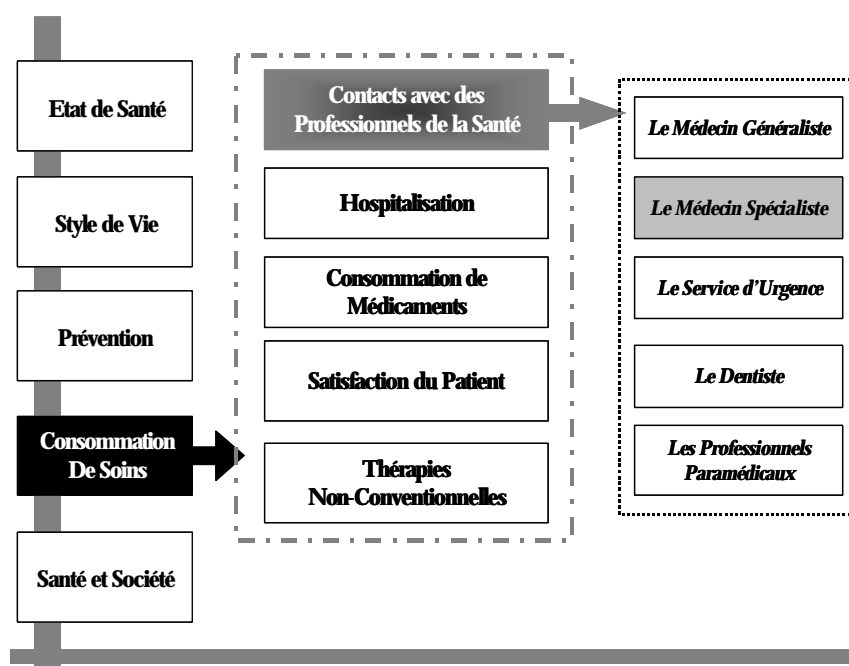 Etat de Santé
Style de Vie
Prévention
Consommation
De Soins
Santé et Société
Contacts avec des
Professionnels de la Santé
Hospitalisation
Consommation de
Médicaments
Satisfaction du Patient
Thérapies
Non-Conventionnelles
Le Médecin Généraliste
Le Médecin Spécialiste
Le Service d'Urgence
Le Dentiste
Les Professionnels
Paramédicaux